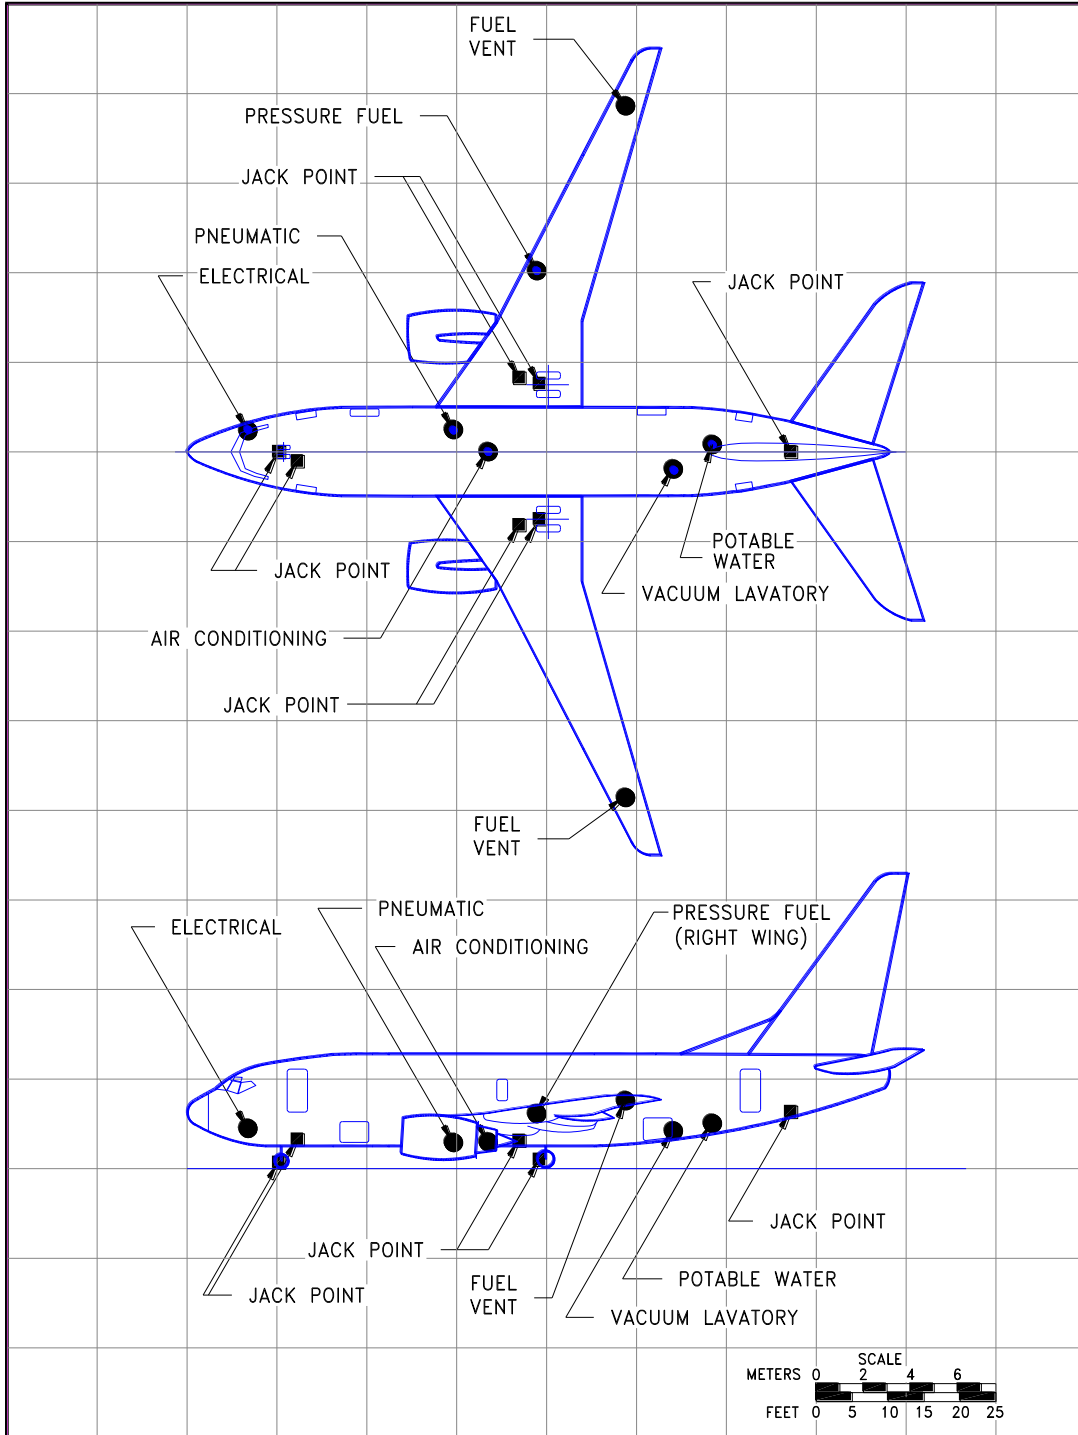 FUEL
VENT
PRESSURE FUEL
JACK POINT
PNEUMATIC
ELECTRICAL
JACK POINT
POTABLE
WATER
JACK POINT
VACUUM LAVATORY
AIR CONDITIONING
JACK POINT
FUEL
VENT
PNEUMATIC
PRESSURE FUEL
(RIGHT WING)
ELECTRICAL
AIR CONDITIONING
JACK POINT
JACK POINT
POTABLE WATER
FUEL
VENT
JACK POINT
VACUUM LAVATORY
SCALE
METERS 0 2 4 6
FEET 0 5 10 15 20 25